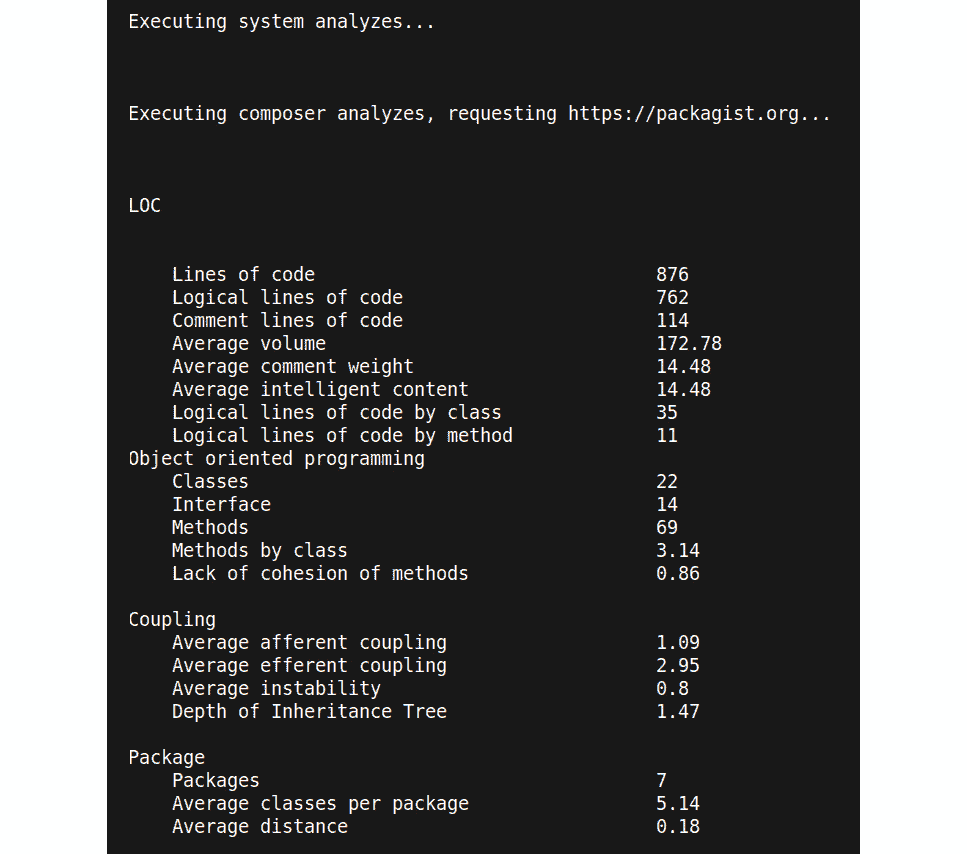 Executing system analyzes...
Executing composer analyzes, requesting https://packagist.org...
LOC
Lines of code 876
Logical lines of code 762
Comment lines of code 114
Average volume 172.78
Average comment weight 14.48
Average intelligent content 14.48
Logical lines of code by class 35
Logical lines of code by method 11
Object oriented programming
Classes 22
Interface 14
Methods 69
Methods by class 3.14
Lack of cohesion of methods 0.86
Coupling
Average afferent coupling 1.09
Average efferent coupling 2.95
Average instability 0.8
Depth of Inheritance Tree 1.47
Package
Packages 7
Average classes per package 5.14
Average distance 0.18